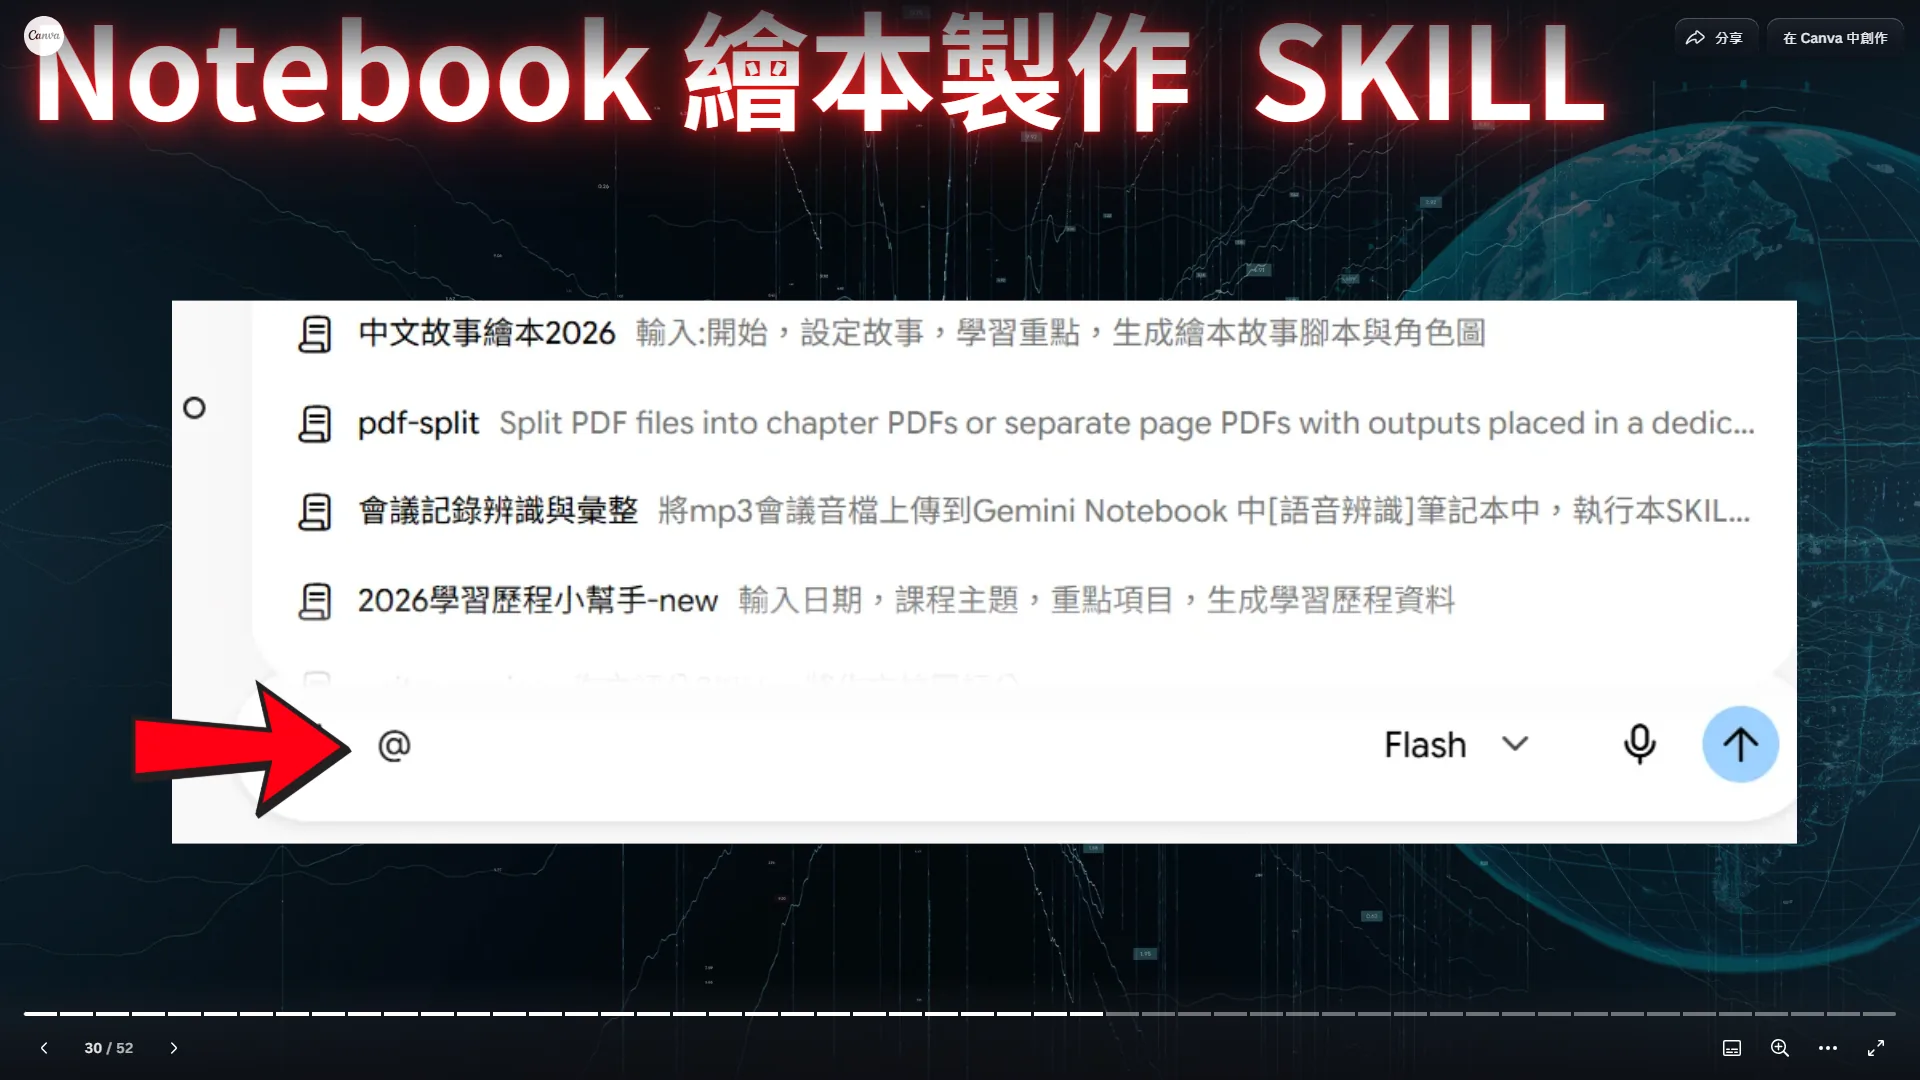 Canva
Notebook 繪本製作 SKILL
分享
在 Canva 中創作
中文故事繪本2026 輸入:開始，設定故事，學習重點，生成繪本故事腳本與角色圖
pdf-split Split PDF files into chapter PDFs or separate page PDFs with outputs placed in a dedic...
會議記錄辨識與彙整 將mp3會議音檔上傳到Gemini Notebook 中[語音辨識]筆記本中，執行本SKIL...
2026學習歷程小幫手-new 輸入日期，課程主題，重點項目，生成學習歷程資料
@
Flash
30 / 52